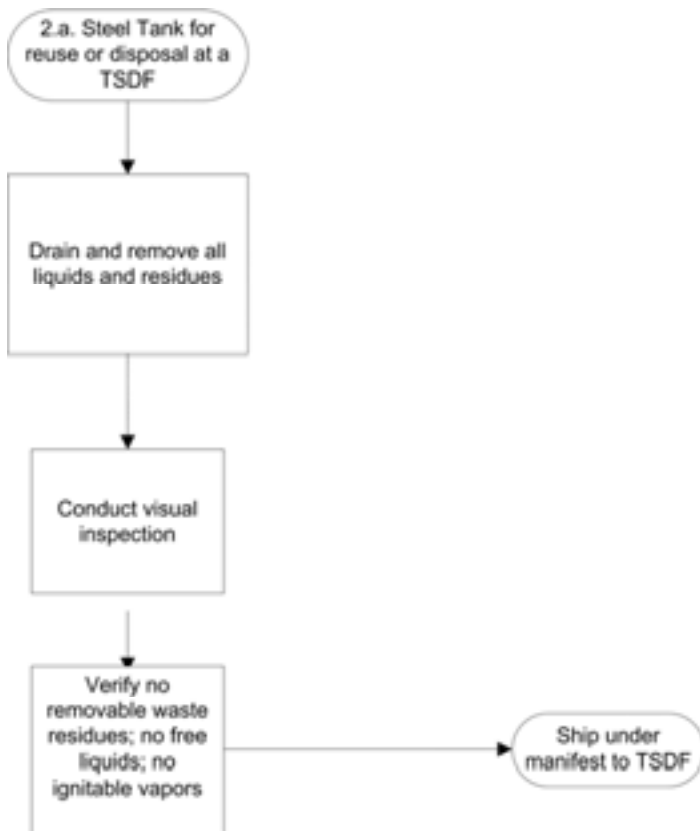 2.a. Steel Tank for
reuse or disposal at a
TSDF
Drain and remove all
liquids and residues
Conduct visual
inspection
Verify no
removable waste
residues; no free
liquids; no
ignitable vapors
Ship under
manifest to TSDF